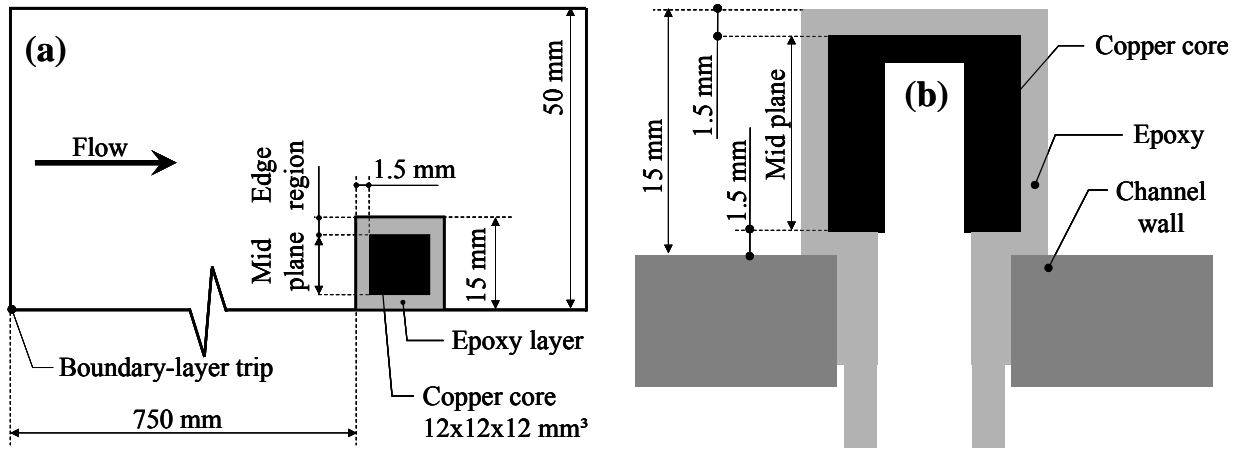 (a)
Flow
Edge
region
1.5 mm
50 mm
Mid
plane
15 mm
Epoxy layer
Boundary-layer trip
Copper core
12x12x12 mm³
750 mm
(b)
Copper core
1.5 mm
Mid plane
15 mm
1.5 mm
Epoxy
Channel
wall